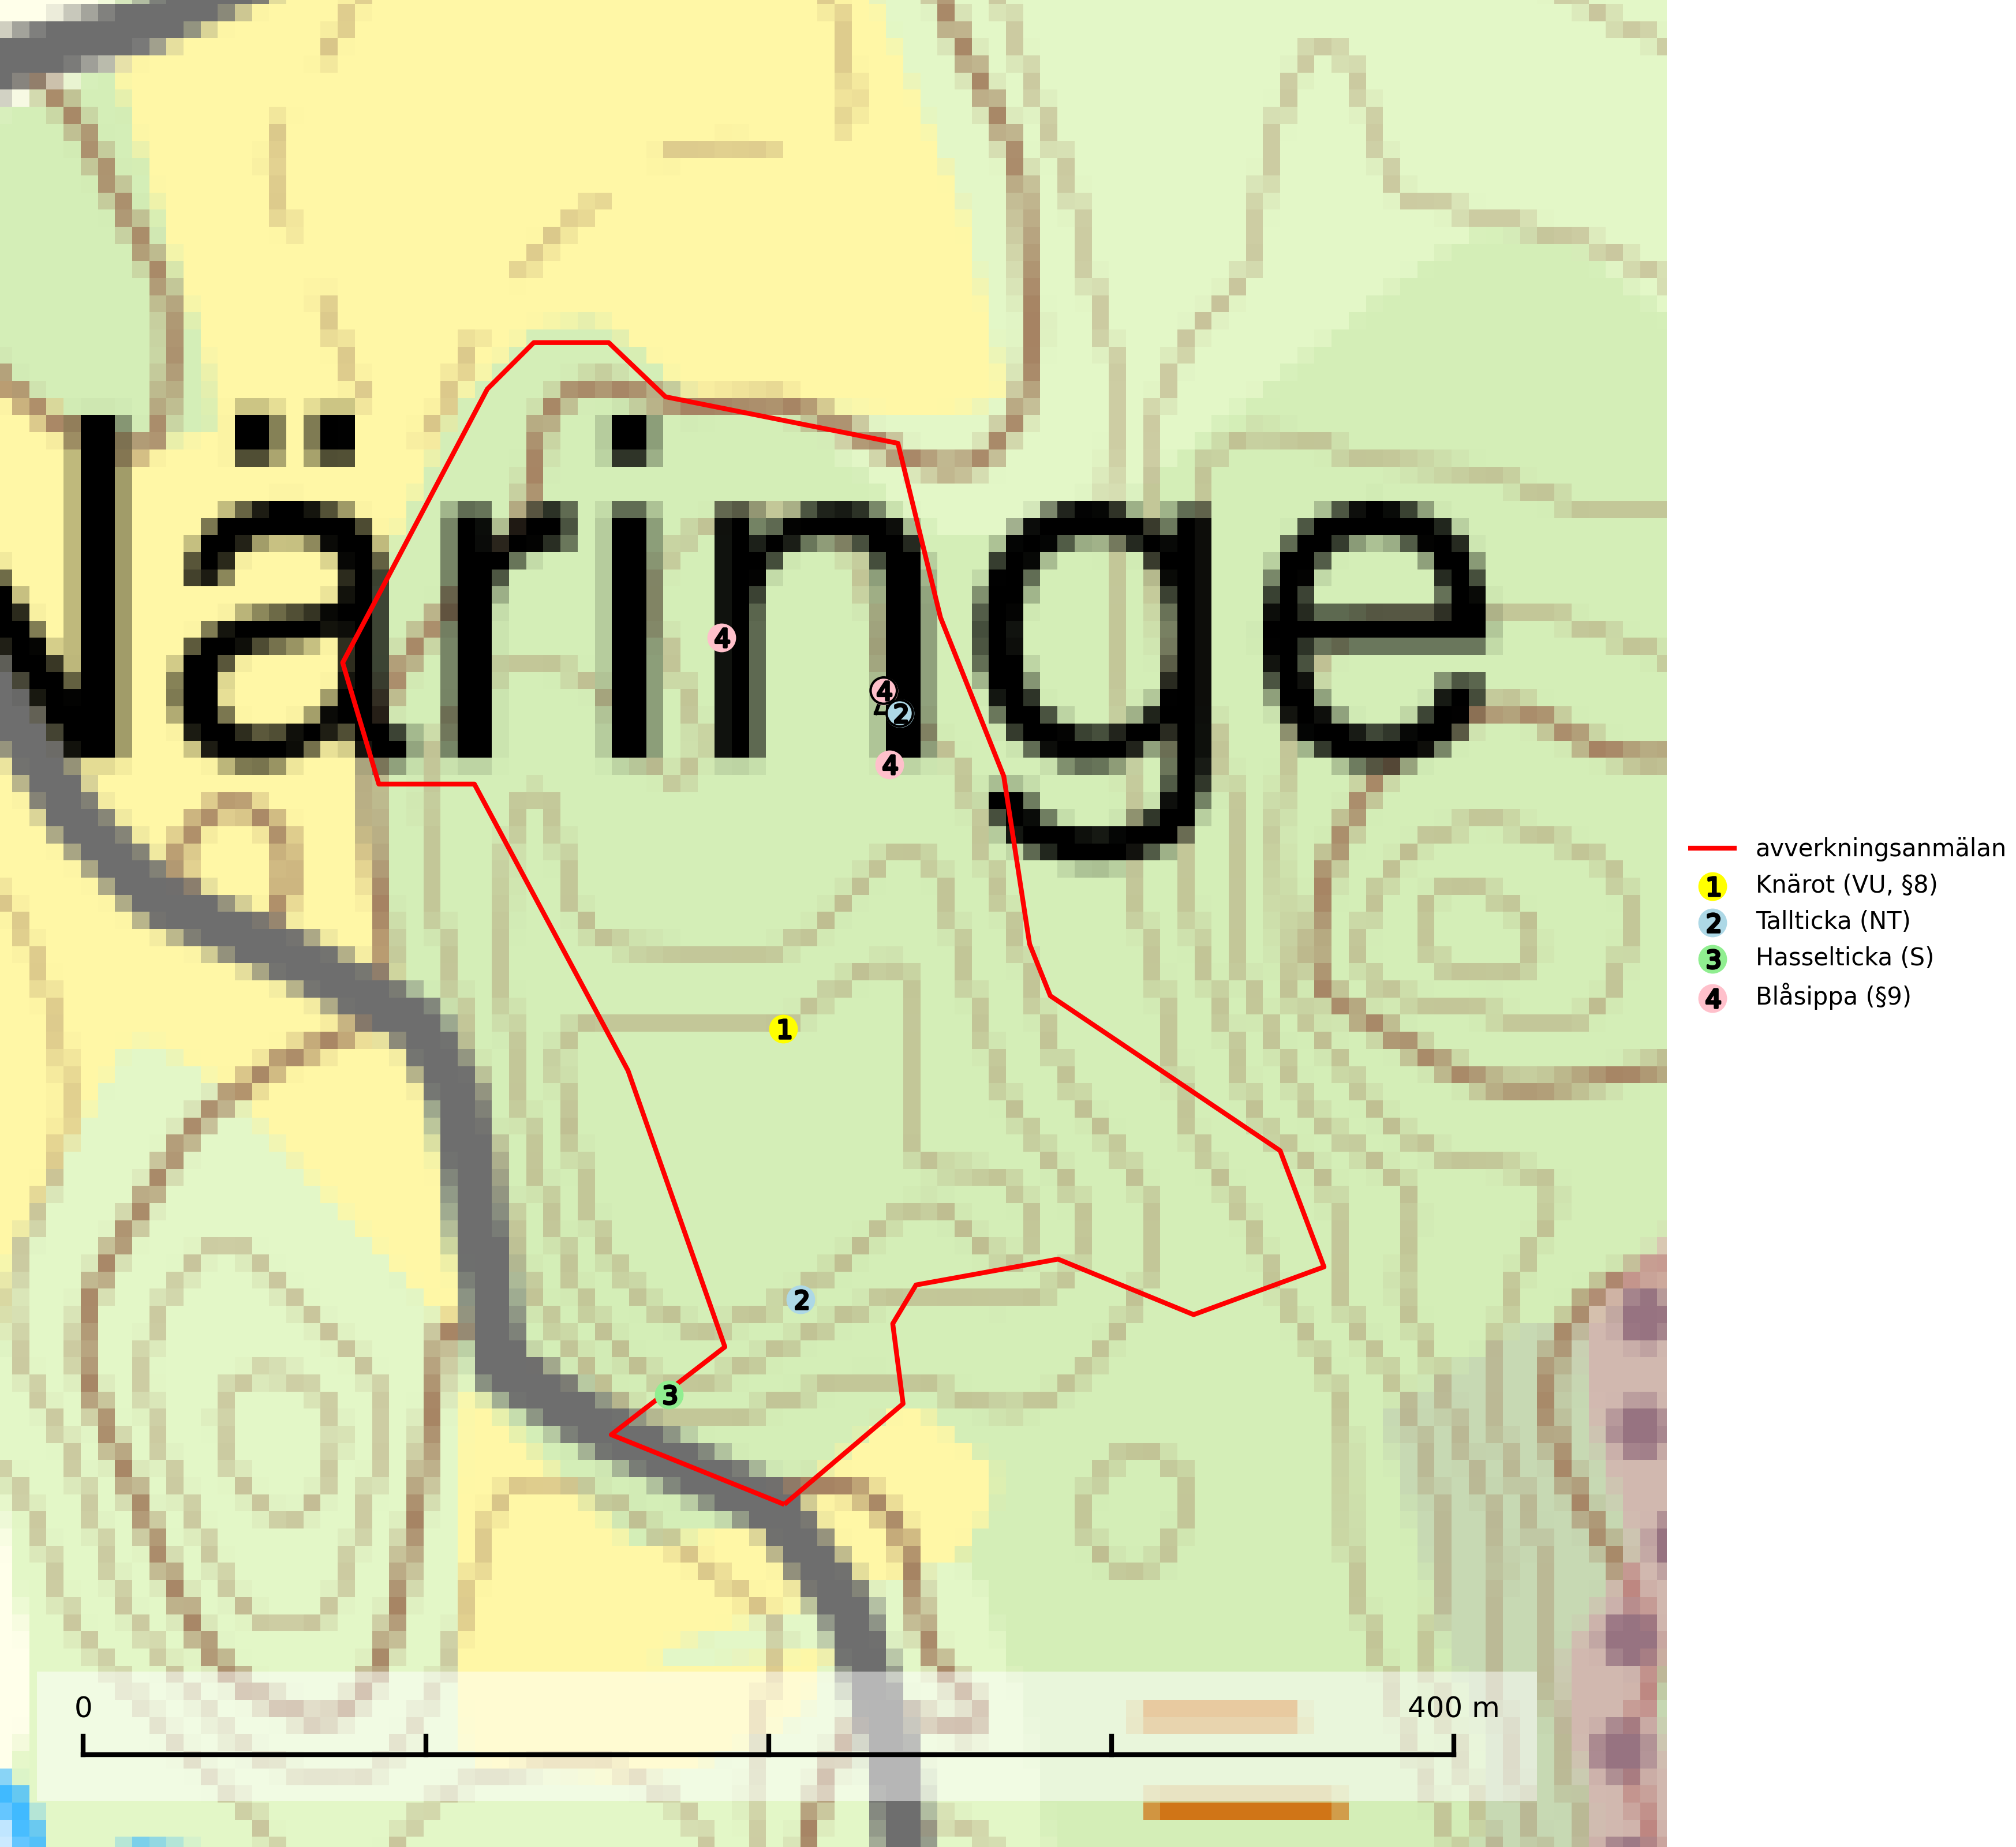 läringe
4
4
2
4
1
2
3
avverkningsanmälan
1 Knärot (VU, §8)
2 Tallticka (NT)
3 Hasselticka (S)
4 Blåsippa (§9)
0 400 m